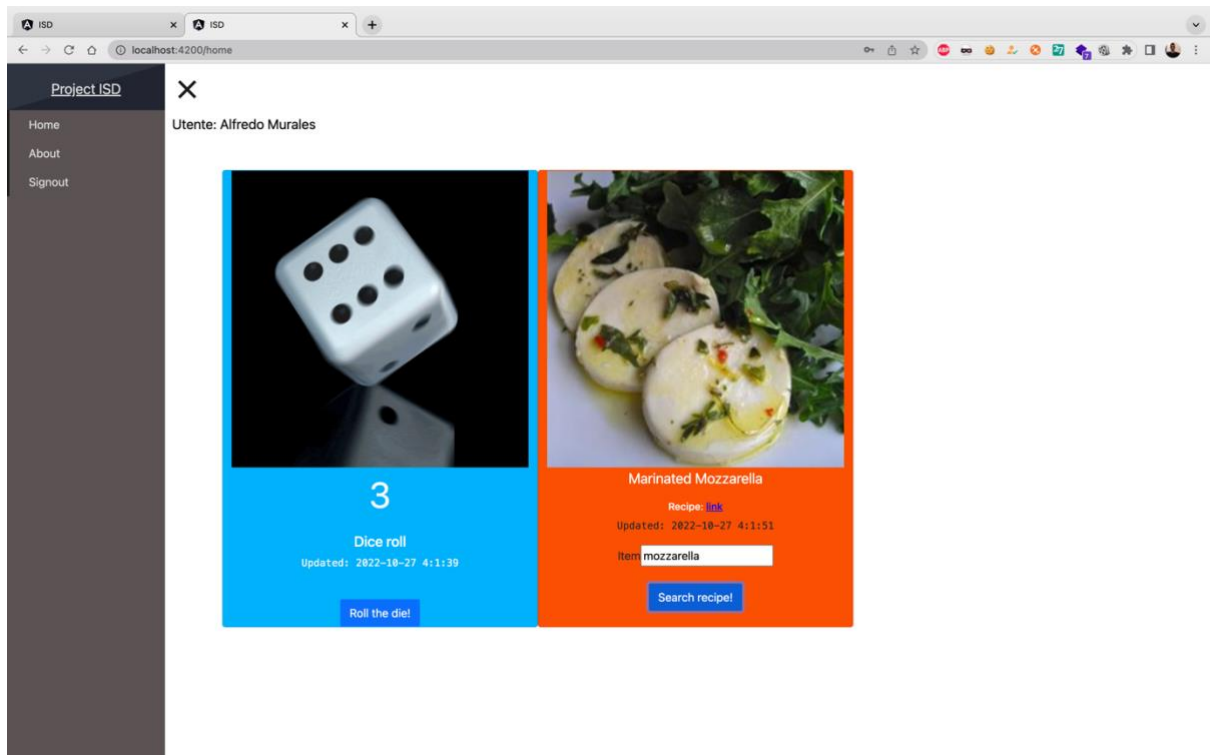 ISD
ISD
localhost:4200/home
Project ISD
Home
About
Signout
Utente: Alfredo Murales
3
Dice roll
Updated: 2022-10-27 4:1:39
Roll the die!
Marinated Mozzarella
Recipe: link
Updated: 2022-10-27 4:1:51
Item mozzarella
Search recipe!